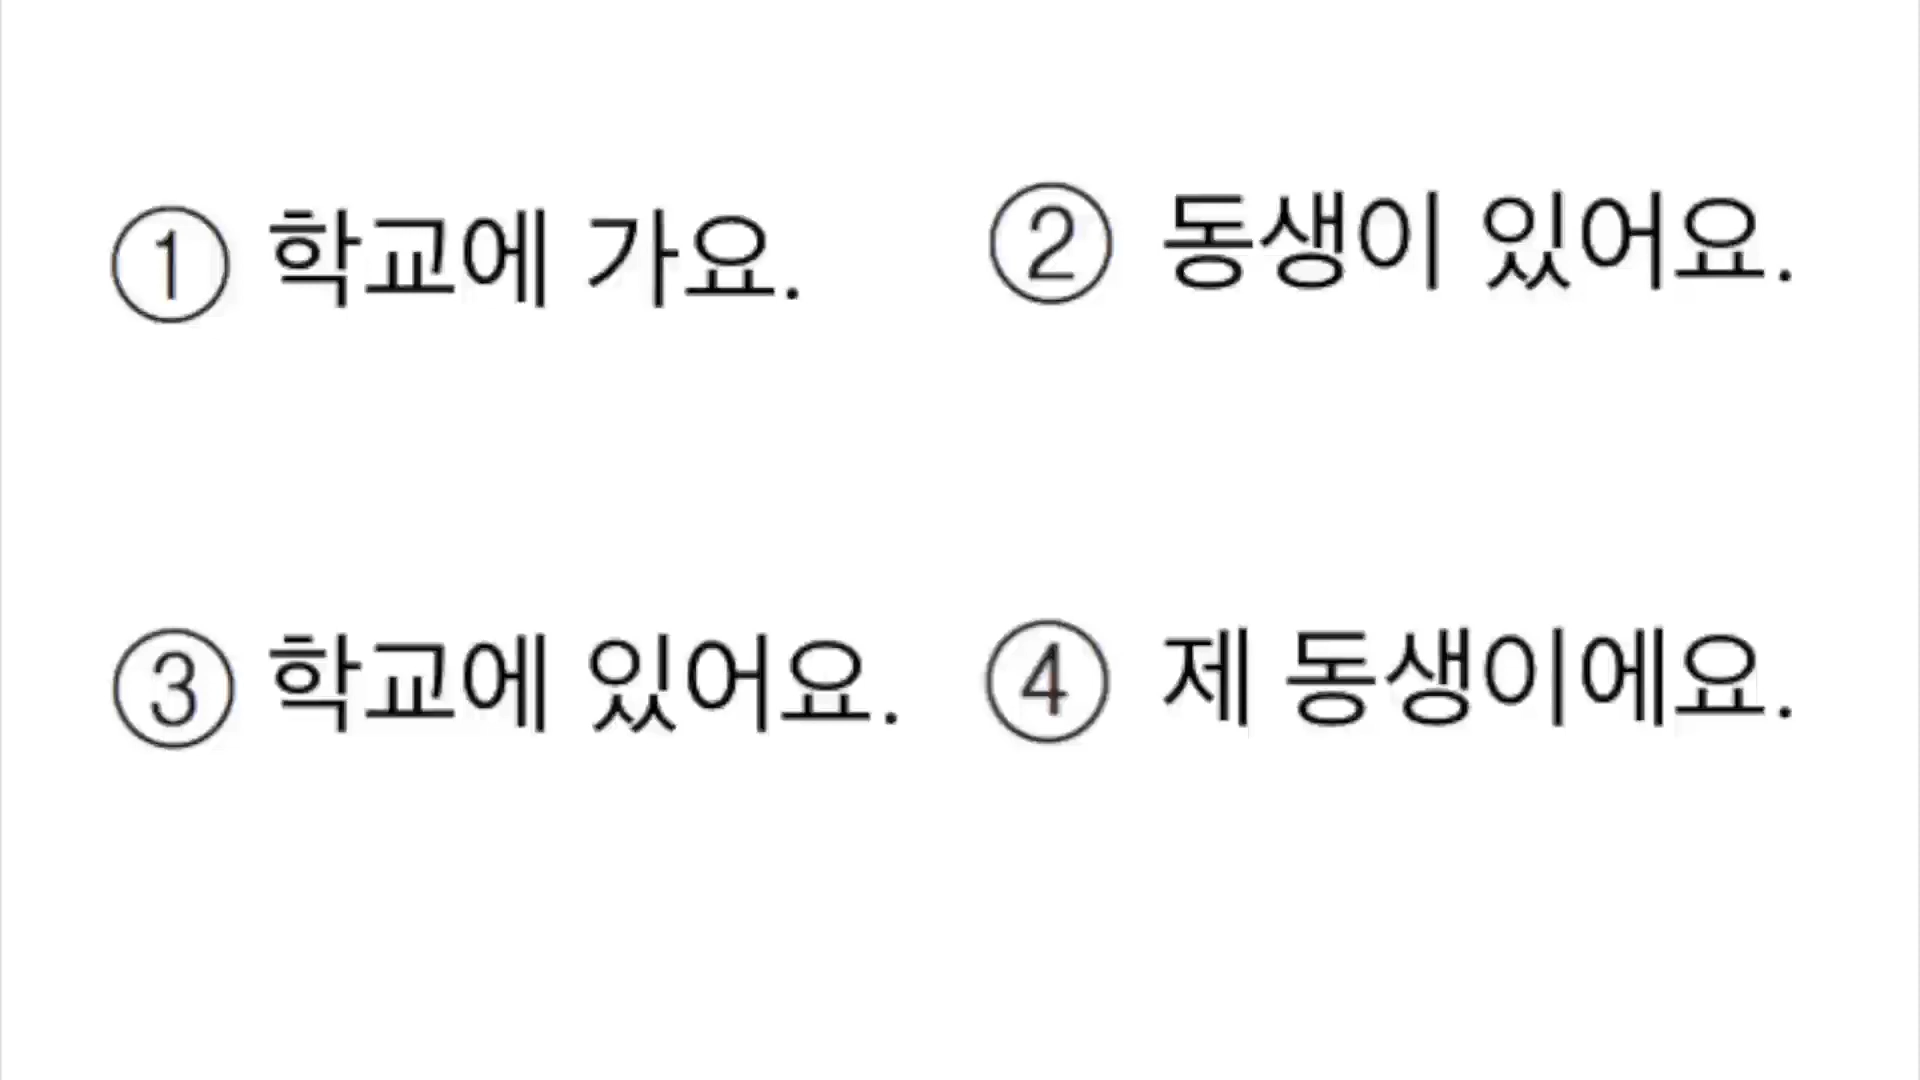 ① 학교에 가요.
② 동생이 있어요.
③ 학교에 있어요.
④ 제 동생이에요.